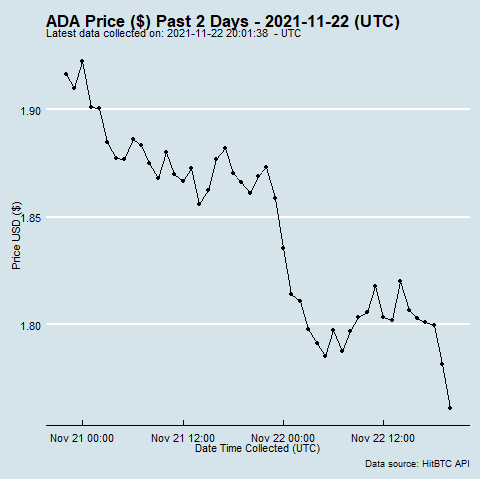 ADA Price ($) Past 2 Days - 2021-11-22 (UTC)
Latest data collected on: 2021-11-22 20:01:38 - UTC
1.90
1.85
1.80
Price USD ($)
Nov 21 00:00 Nov 21 12:00 Nov 22 00:00 Nov 22 12:00
Date Time Collected (UTC)
Data source: HitBTC API